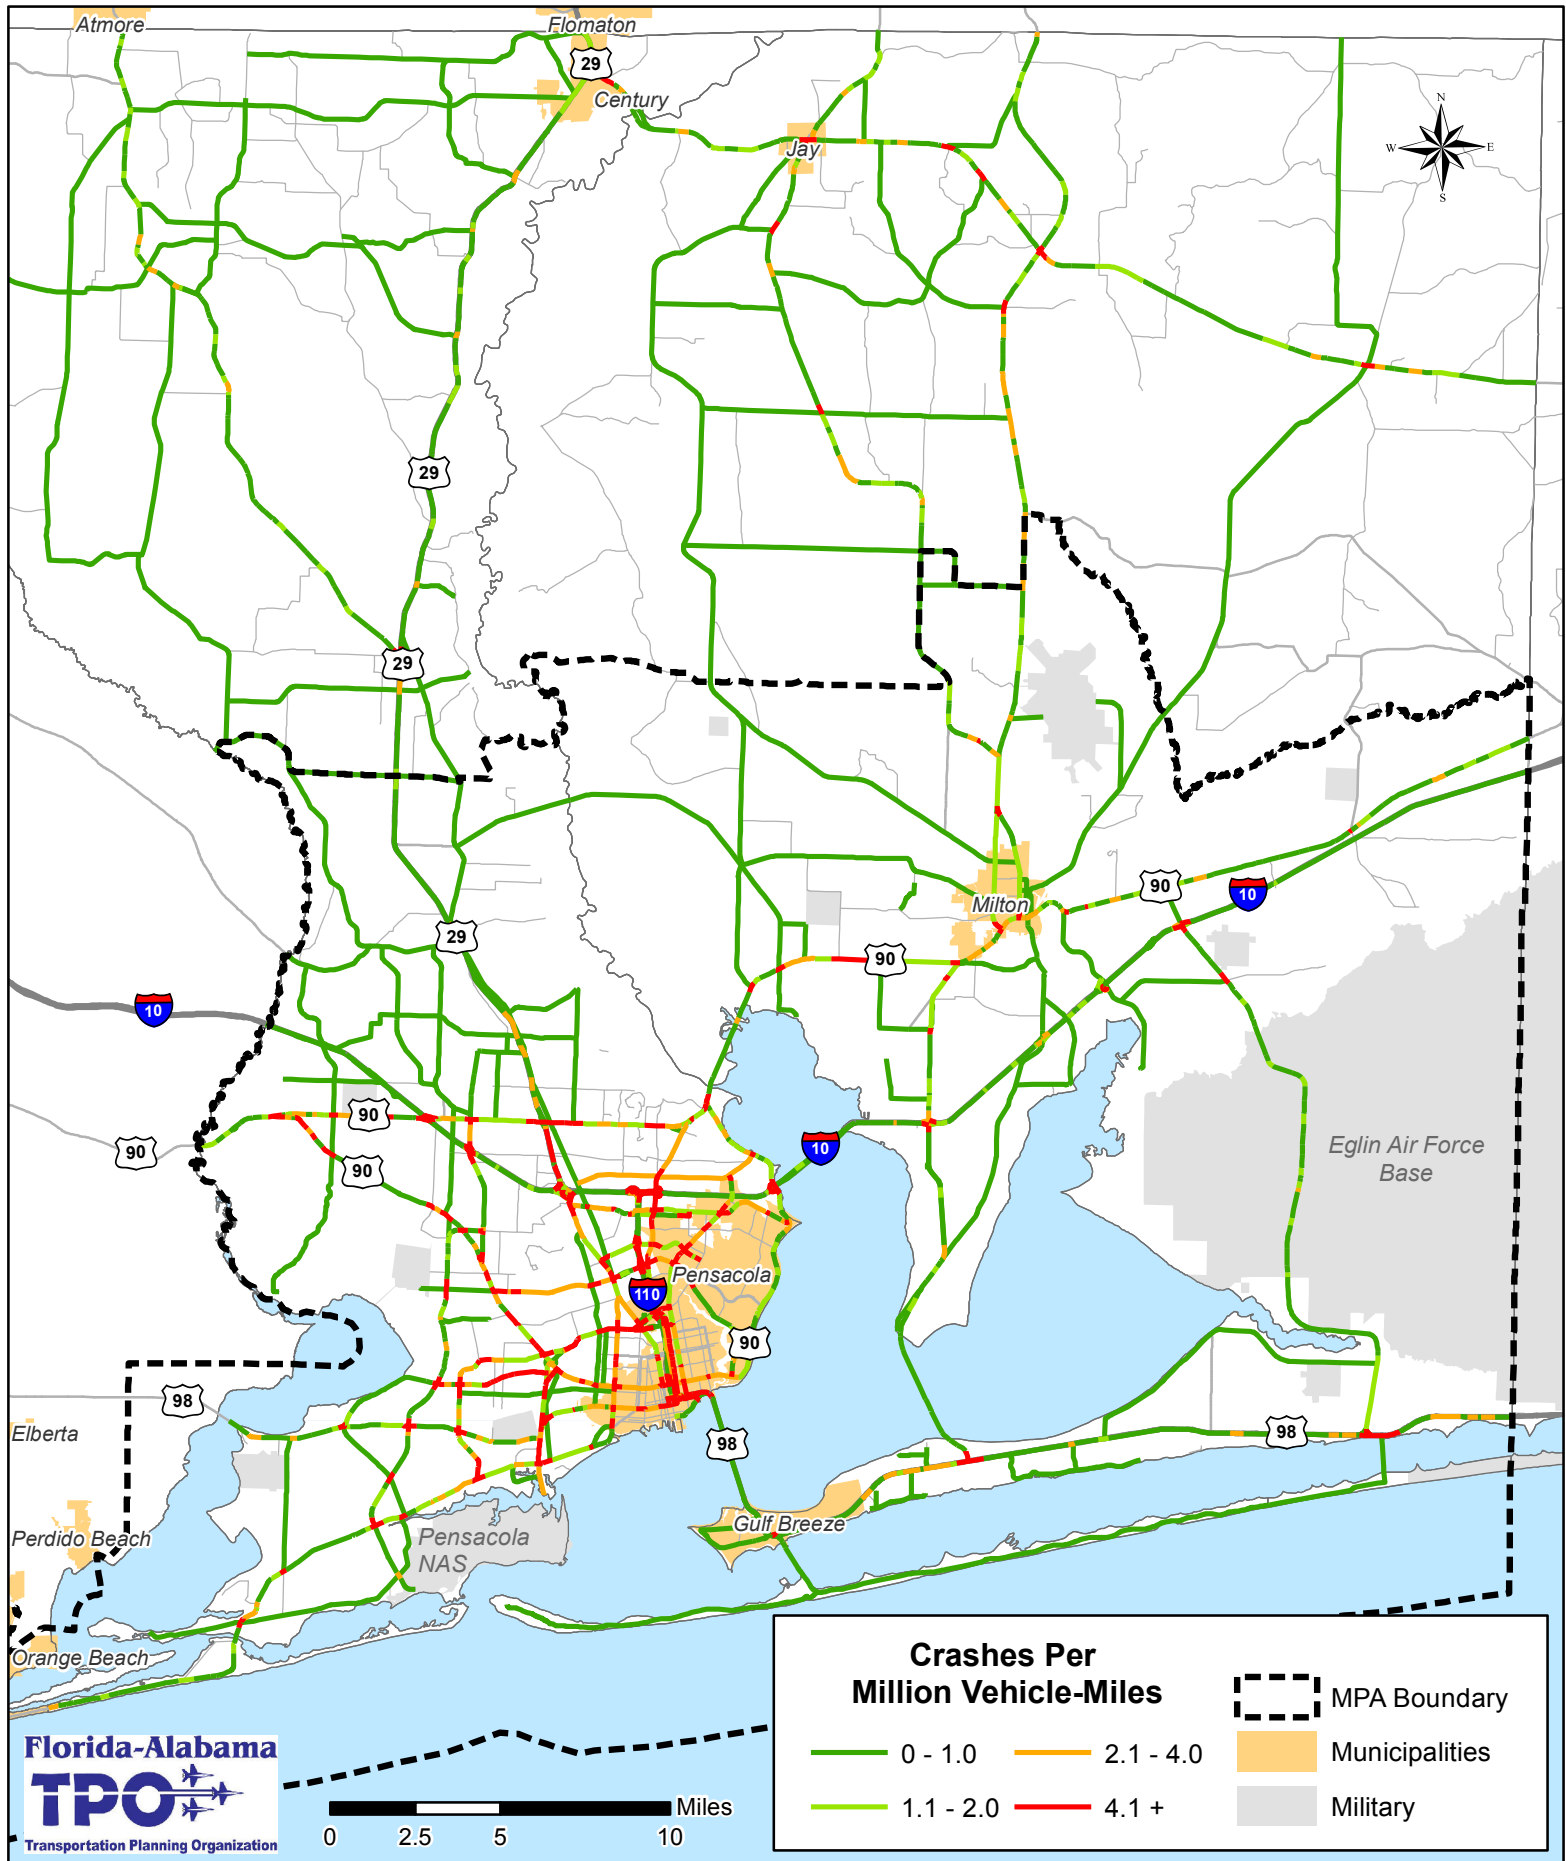 Atmore
Flomaton
29
Century
Jay
N
W
E
S
29
29
Milton
90
10
29
90
10
90
90
90
10
Eglin Air Force
Base
Pensacola
110
90
98
98
98
Elberta
Gulf Breeze
Perdido Beach
Pensacola
NAS
Orange Beach
Crashes Per
Million Vehicle-Miles
0 - 1.0
2.1 - 4.0
1.1 - 2.0
4.1 +
MPA Boundary
Municipalities
Military
Florida-Alabama
TPO
Transportation Planning Organization
Miles
0 2.5 5 10